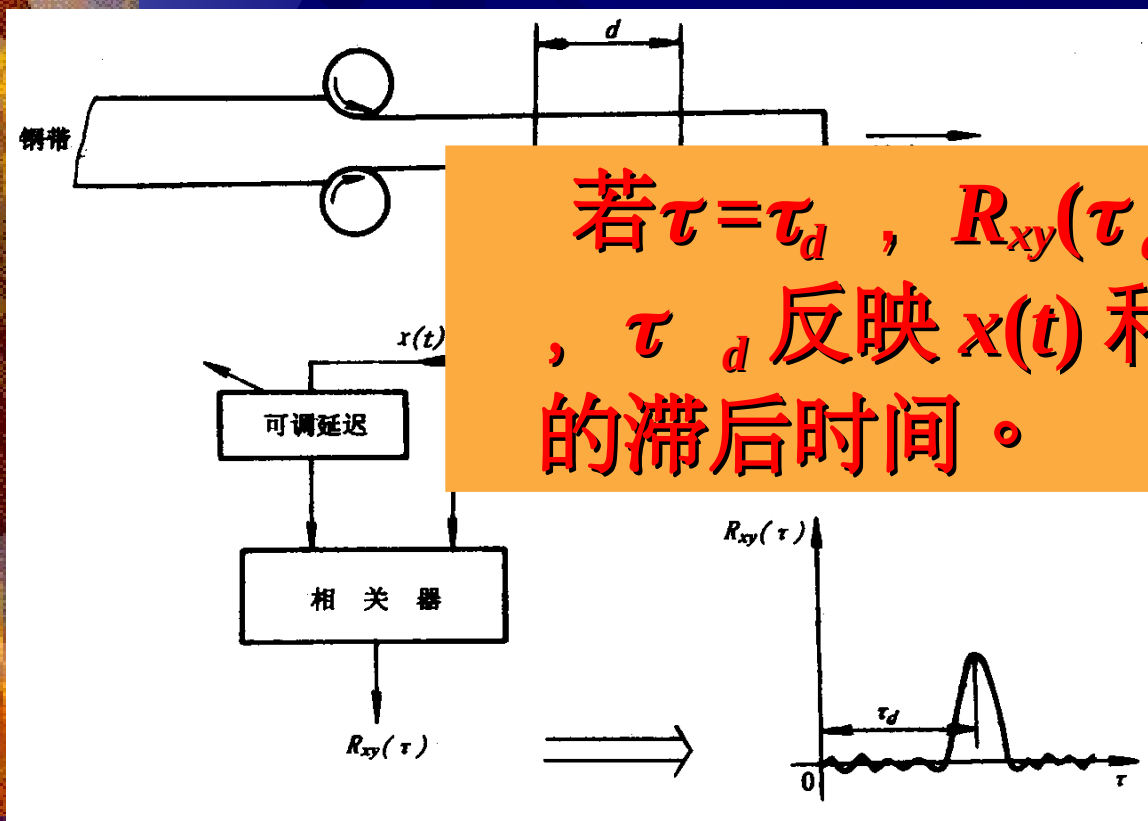 d
钢带
若τ=τd ， Rxy(τ
，τ d 反映 x(t) 和
的滞后时间。
x(t)
可调延迟
相 关 器
Rxy( τ )
Rxy( τ )
τd
0
τ